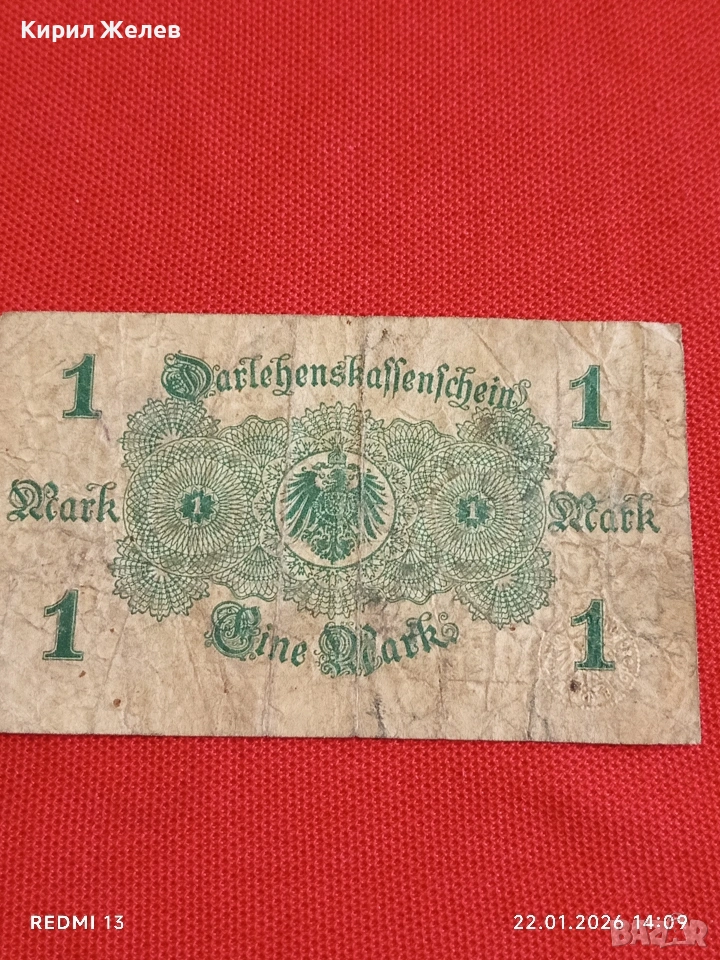 Кирил Желев
1 Darlehenskassenschein 1
Mark 1 1 Mark
1 Eine Mark 1
REDMI 13
22.01.2026 14:09
BAZAR